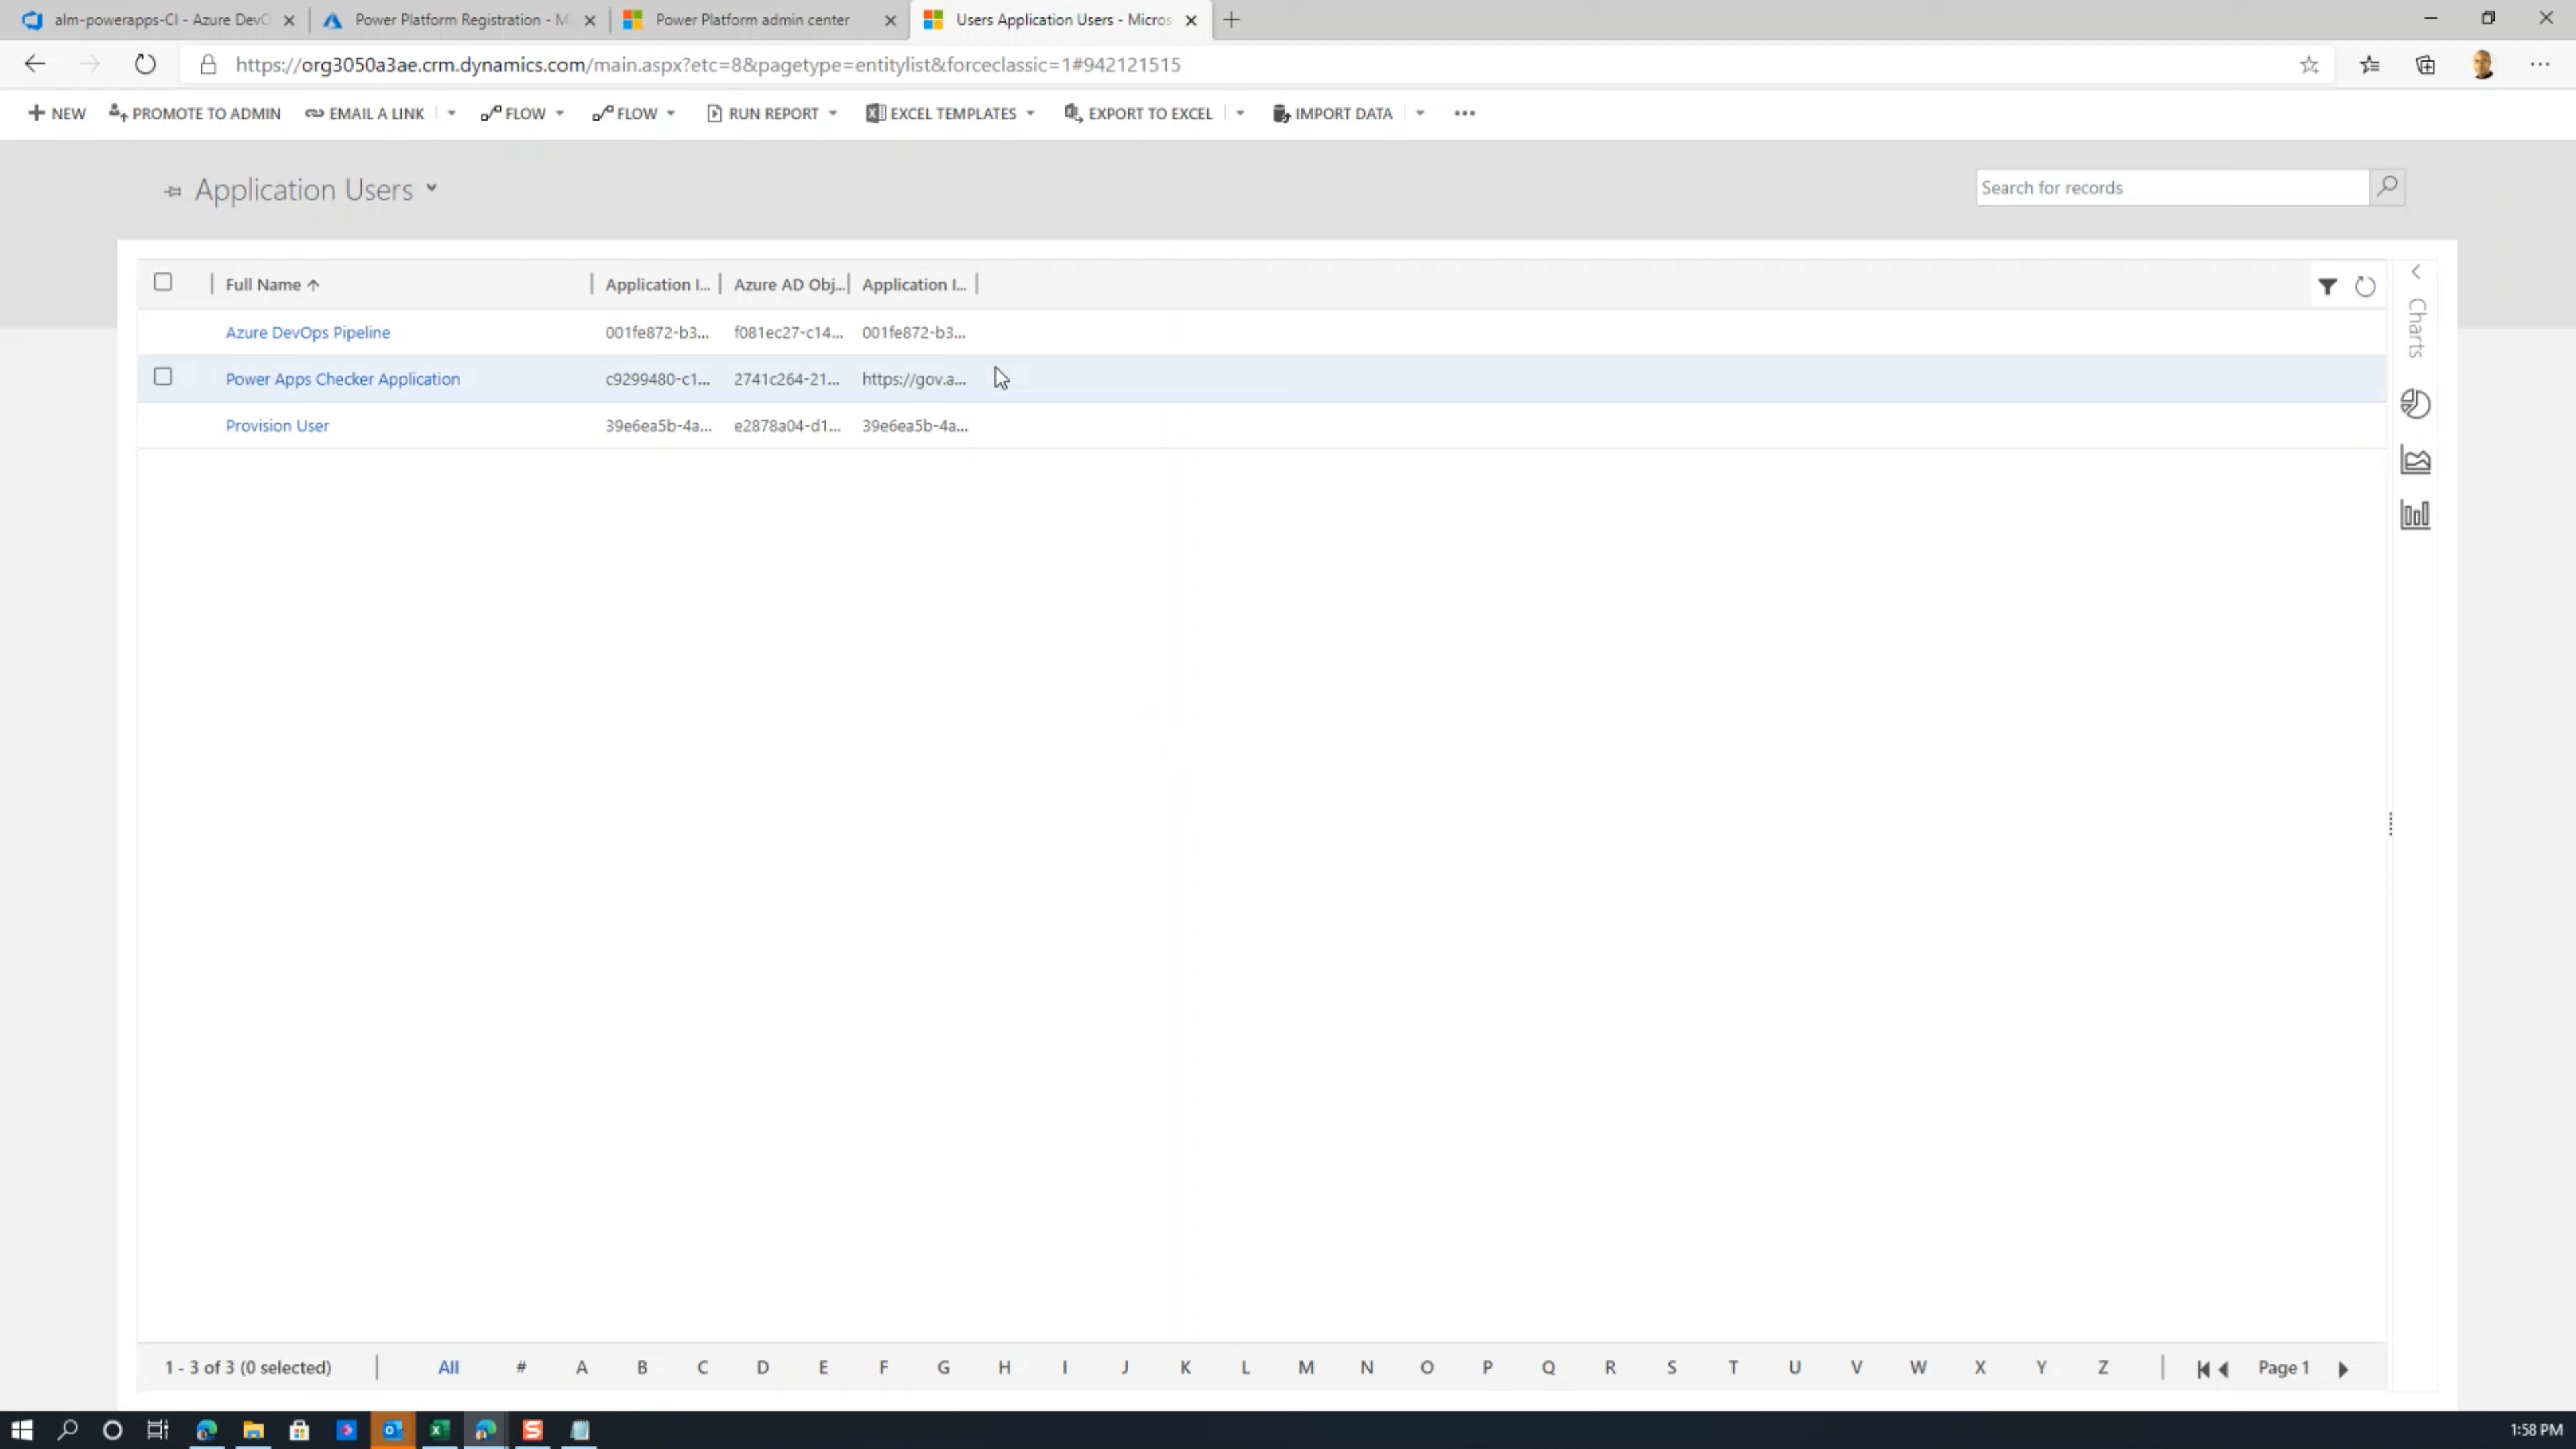 alm-powerapps-CI - Azure DevO
Power Platform Registration - M
Power Platform admin center
Users Application Users - Micros
https://org3050a3ae.crm.dynamics.com/main.aspx?etc=8&pagetype=entitylist&forceclassic=1#942121515
NEW
PROMOTE TO ADMIN
EMAIL A LINK
FLOW
FLOW
RUN REPORT
EXCEL TEMPLATES
EXPORT TO EXCEL
IMPORT DATA
Application Users
Search for records
Full Name
Application I...
Azure AD Obj...
Application I...
Azure DevOps Pipeline
001fe872-b3...
f081ec27-c14...
001fe872-b3...
Power Apps Checker Application
c9299480-c1...
2741c264-21...
https://gov.a...
Provision User
39e6ea5b-4a...
e2878a04-d1...
39e6ea5b-4a...
Charts
1 - 3 of 3 (0 selected)
All # A B C D E F G H I J K L M N O P Q R S T U V W X Y Z
Page 1
1:58 PM